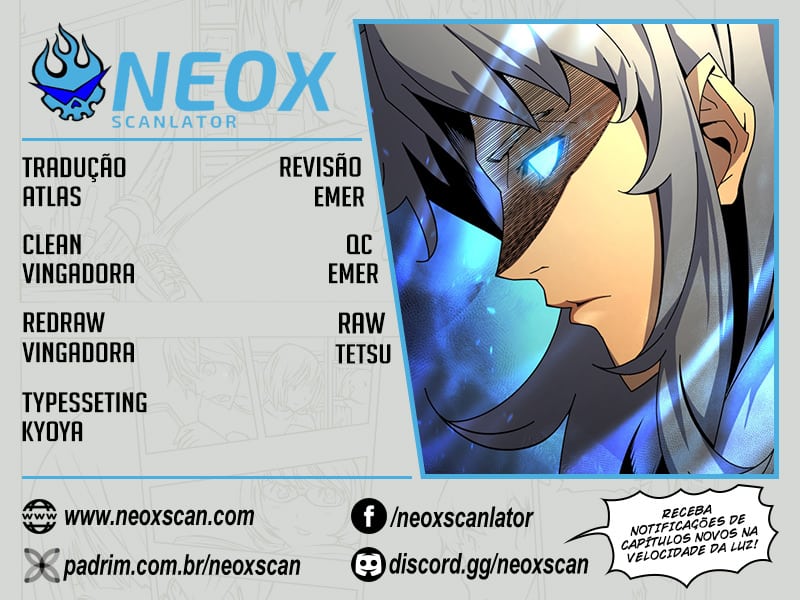 NEOX
SCANLATOR
TRADUÇÃO
ATLAS
REVISÃO
EMER
CLEAN
VINGADORA
QC
EMER
REDRAW
VINGADORA
RAW
TETSU
TYPESSETING
KYOYA
www.neoxscan.com
/neoxscanlator
padrim.com.br/neoxscan
discord.gg/neoxscan
RECEBA
NOTIFICAÇÕES DE
CAPÍTULOS NOVOS NA
VELOCIDADE DA LUZ!